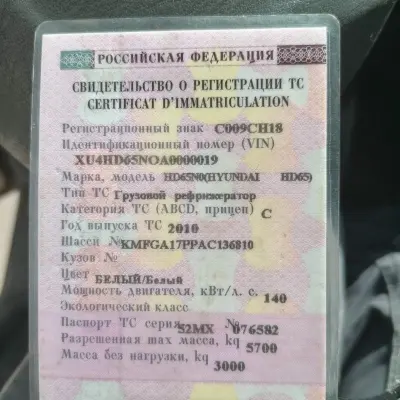 РОССИЙСКАЯ ФЕДЕРАЦИЯ
СВИДЕТЕЛЬСТВО О РЕГИСТРАЦИИ ТС
CERTIFICAT D'IMMATRICULATION
Регистрационный знак С009СН18
Идентификационный номер (VIN)
XU4HD65NOA0000019
Марка, модель HD65N0(HYUNDAI HD65)
Тип ТС Грузовой рефрижератор
Категория ТС (ABCD, прицеп) C
Год выпуска ТС 2010
Шасси № KMFGA17PPAC136810
Кузов №
Цвет БЕЛЫЙ/Белый
Мощность двигателя, кВт/л. с. 140
Экологический класс
Паспорт ТС серия 52МХ № 076582
Разрешенная max масса, kg 5700
Масса без нагрузки, kg 3000